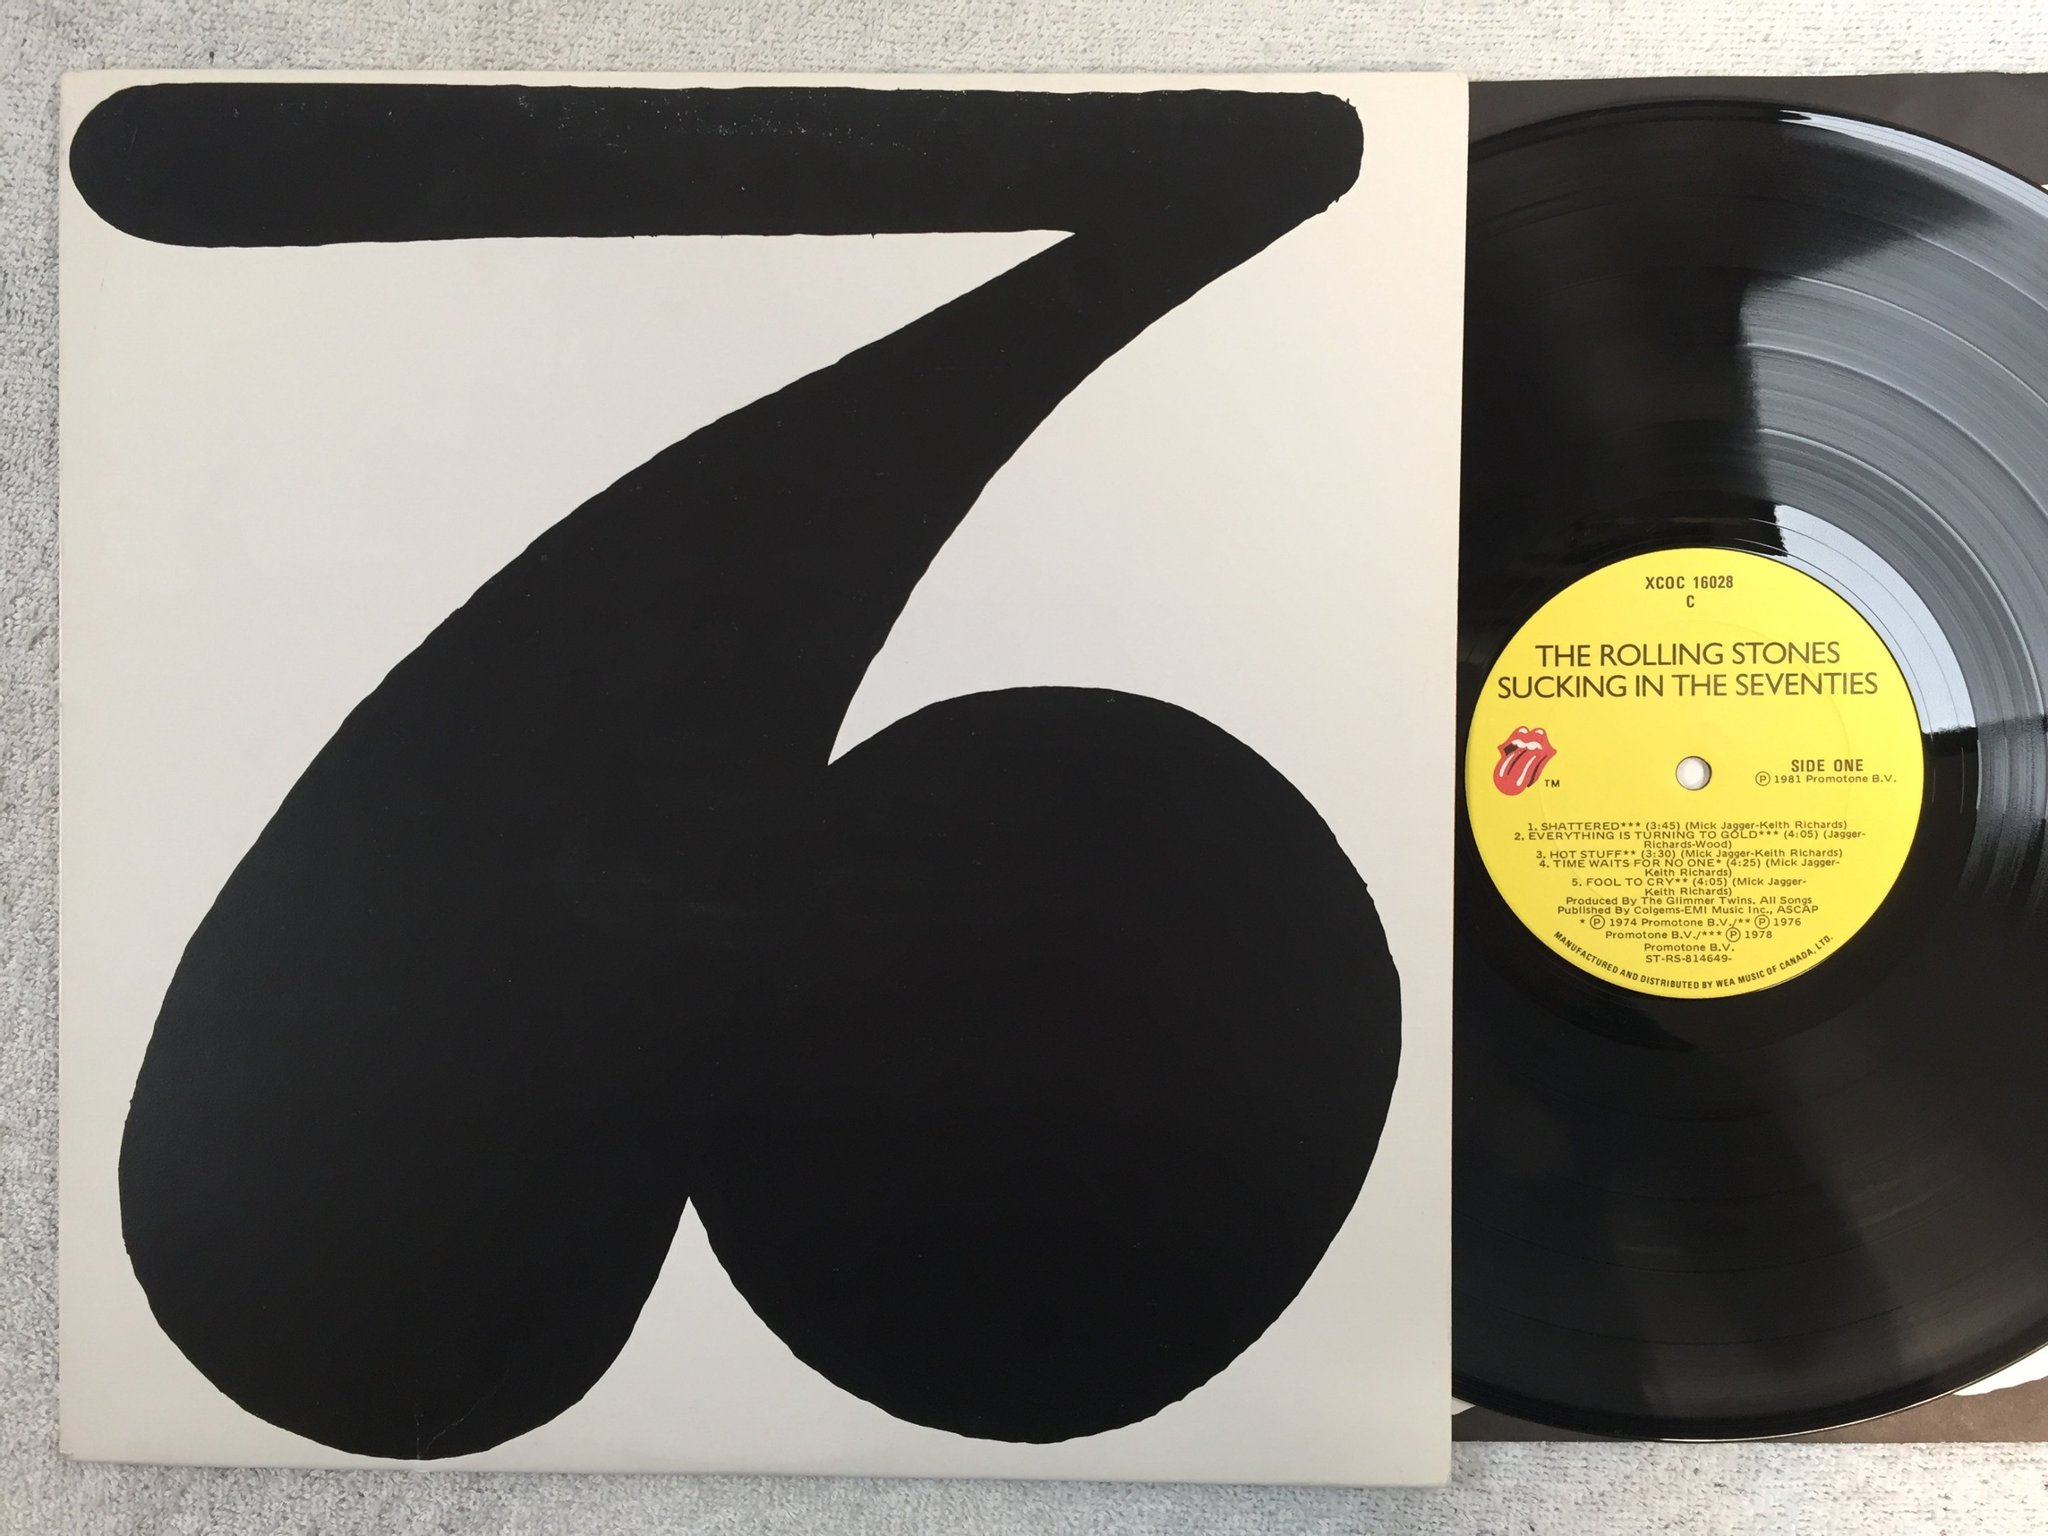 70
XCOC 16028
C
THE ROLLING STONES
SUCKING IN THE SEVENTIES
TM
SIDE ONE
Ⓟ 1981 Promotone B.V.
1. SHATTERED*** (3:45) (Mick Jagger-Keith Richards)
2. EVERYTHING IS TURNING TO GOLD*** (4:05) (Jagger-
Richards-Wood)
3. HOT STUFF** (3:30) (Mick Jagger-Keith Richards)
4. TIME WAITS FOR NO ONE* (4:25) (Mick Jagger-
Keith Richards)
5. FOOL TO CRY** (4:05) (Mick Jagger-
Keith Richards)
Produced By The Glimmer Twins. All Songs
Published By Colgems-EMI Music Inc., ASCAP
* Ⓟ 1974 Promotone B.V./** Ⓟ 1976
Promotone B.V./*** Ⓟ 1978
Promotone B.V.
ST-RS-814649-
MANUFACTURED AND DISTRIBUTED BY WEA MUSIC OF CANADA, LTD.